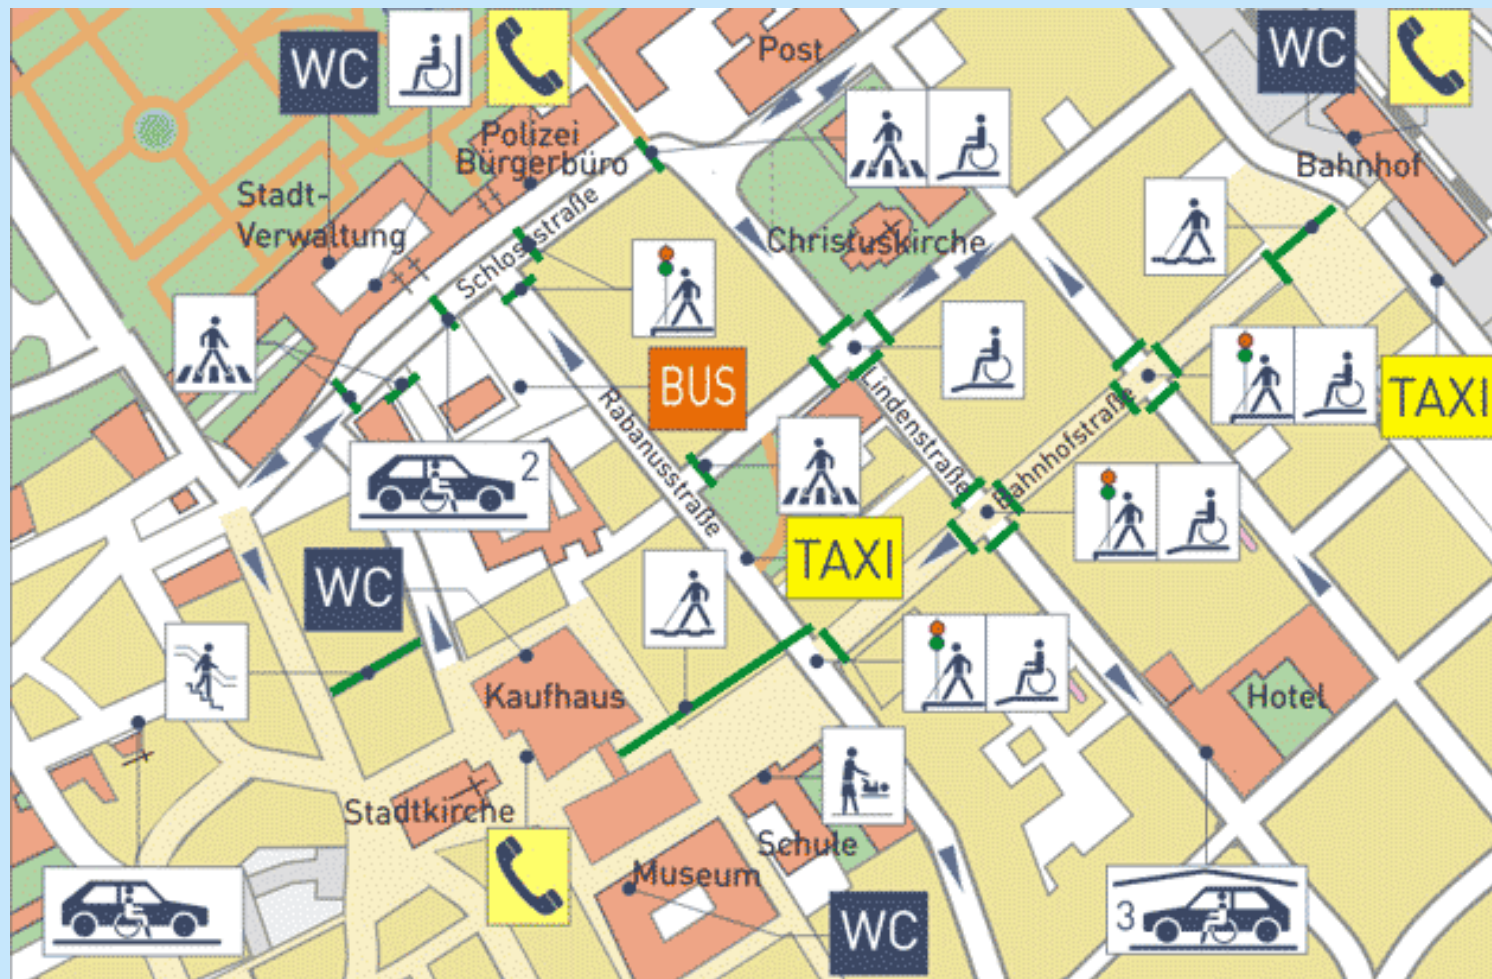 Post
WC
WC
Polizei
Bürgerbüro
Bahnhof
Stadt-
Verwaltung
Schlossstraße
Christuskirche
BUS
TAXI
Lindenstraße
Rabanusstraße
Bahnhofstraße
2
TAXI
WC
Kaufhaus
Hotel
Stadtkirche
Schule
Museum
WC
3